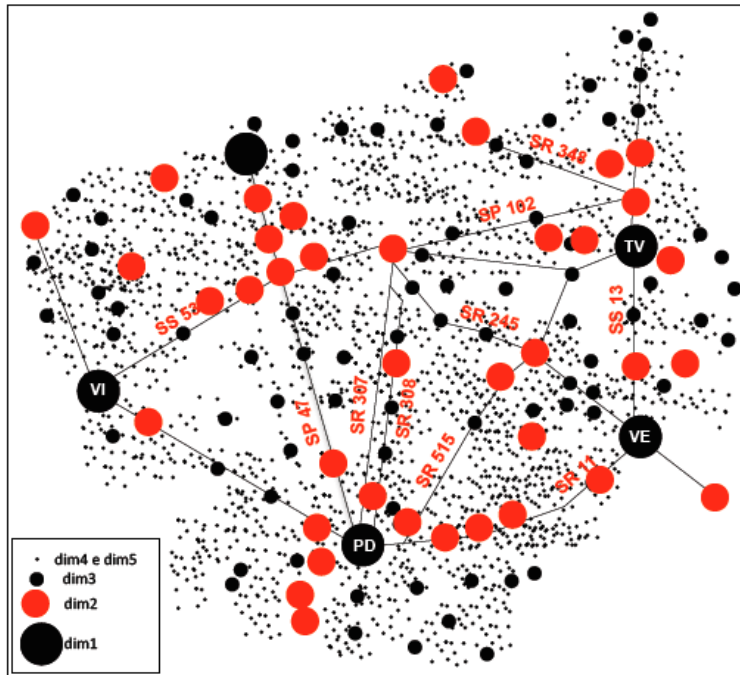 SR 348
SP 102
TV
SS 53
SR 245
SS 13
VI
SP 47
SR 307
SR 308
SR 515
VE
SR 11
PD
dim4 e dim5
dim3
dim2
dim1